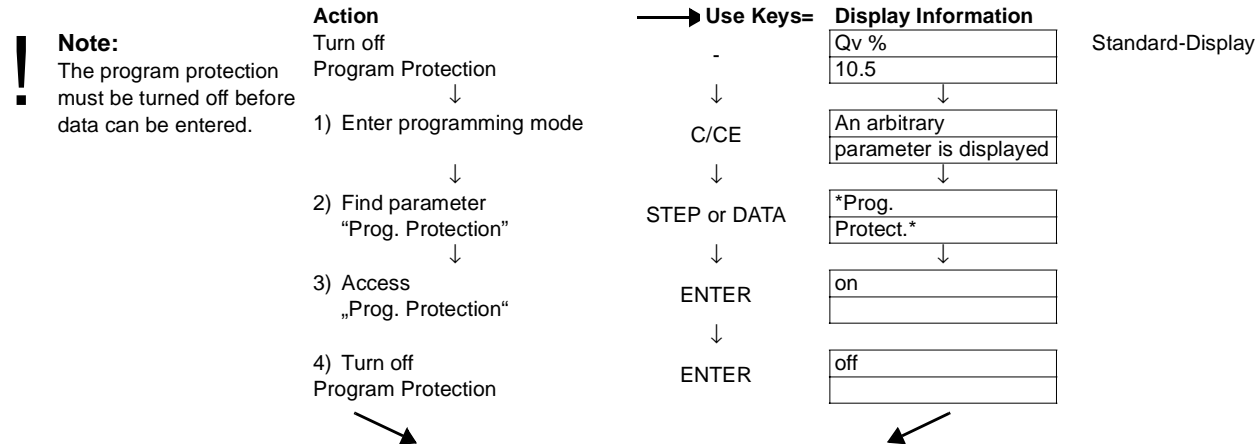 Action
Use Keys=
Display Information
!
Note:
The program protection
must be turned off before
data can be entered.
Turn off
Program Protection
-
Qv %
10.5
Standard-Display
↓ ↓ ↓
1) Enter programming mode
C/CE
An arbitrary
parameter is displayed
↓ ↓ ↓
2) Find parameter
“Prog. Protection”
STEP or DATA
*Prog.
Protect.*
↓ ↓ ↓
3) Access
„Prog. Protection“
ENTER
on
↓
4) Turn off
Program Protection
ENTER
off